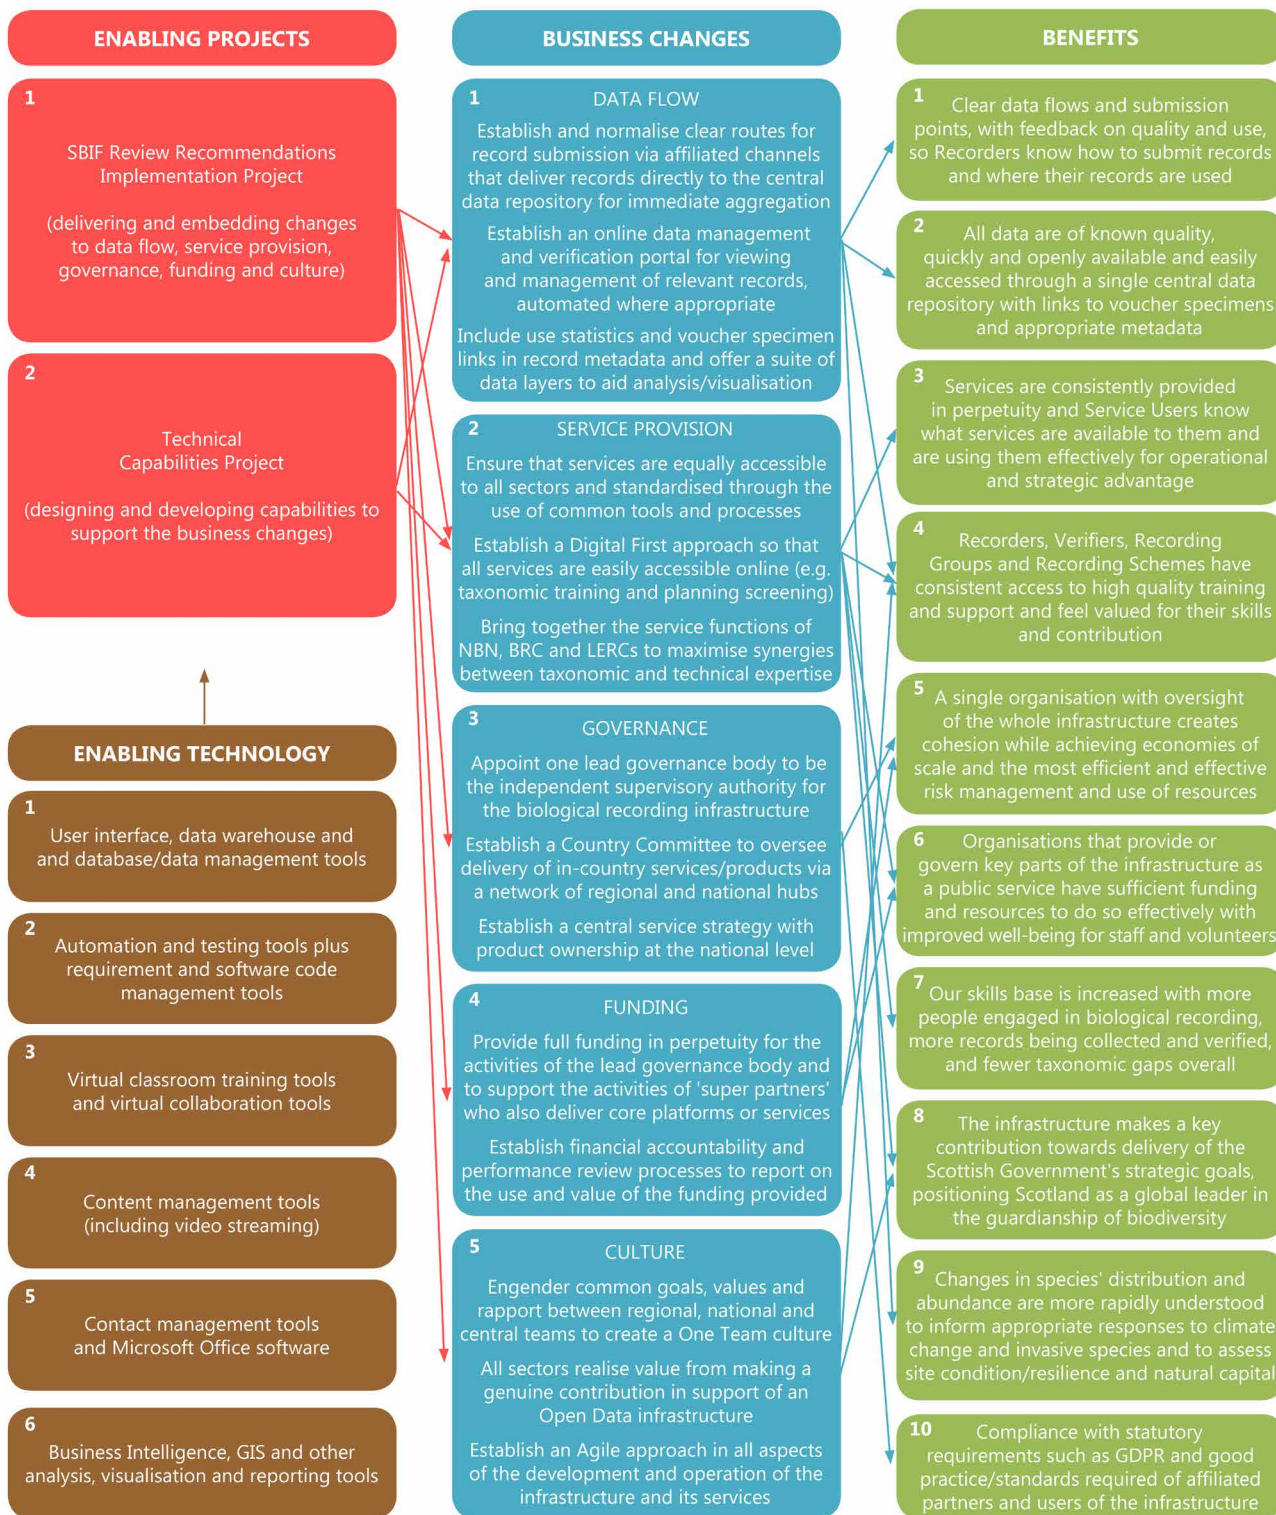 ENABLING PROJECTS
1
SBIF Review Recommendations
Implementation Project
(delivering and embedding changes
to data flow, service provision,
governance, funding and culture)
2
Technical
Capabilities Project
(designing and developing capabilities to
support the business changes)
ENABLING TECHNOLOGY
1
User interface, data warehouse and
and database/data management tools
2
Automation and testing tools plus
requirement and software code
management tools
3
Virtual classroom training tools
and virtual collaboration tools
4
Content management tools
(including video streaming)
5
Contact management tools
and Microsoft Office software
6
Business Intelligence, GIS and other
analysis, visualisation and reporting tools
BUSINESS CHANGES
1
DATA FLOW
Establish and normalise clear routes for
record submission via affiliated channels
that deliver records directly to the central
data repository for immediate aggregation
Establish an online data management
and verification portal for viewing
and management of relevant records,
automated where appropriate
Include use statistics and voucher specimen
links in record metadata and offer a suite of
data layers to aid analysis/visualisation
2
SERVICE PROVISION
Ensure that services are equally accessible
to all sectors and standardised through the
use of common tools and processes
Establish a Digital First approach so that
all services are easily accessible online (e.g.
taxonomic training and planning screening)
Bring together the service functions of
NBN, BRC and LERCs to maximise synergies
between taxonomic and technical expertise
3
GOVERNANCE
Appoint one lead governance body to be
the independent supervisory authority for
the biological recording infrastructure
Establish a Country Committee to oversee
delivery of in-country services/products via
a network of regional and national hubs
Establish a central service strategy with
product ownership at the national level
4
FUNDING
Provide full funding in perpetuity for the
activities of the lead governance body and
to support the activities of 'super partners'
who also deliver core platforms or services
Establish financial accountability and
performance review processes to report on
the use and value of the funding provided
5
CULTURE
Engender common goals, values and
rapport between regional, national and
central teams to create a One Team culture
All sectors realise value from making a
genuine contribution in support of an
Open Data infrastructure
Establish an Agile approach in all aspects
of the development and operation of the
infrastructure and its services
BENEFITS
1
Clear data flows and submission
points, with feedback on quality and use,
so Recorders know how to submit records
and where their records are used
2
All data are of known quality,
quickly and openly available and easily
accessed through a single central data
repository with links to voucher specimens
and appropriate metadata
3
Services are consistently provided
in perpetuity and Service Users know
what services are available to them and
are using them effectively for operational
and strategic advantage
4
Recorders, Verifiers, Recording
Groups and Recording Schemes have
consistent access to high quality training
and support and feel valued for their skills
and contribution
5
A single organisation with oversight
of the whole infrastructure creates
cohesion while achieving economies of
scale and the most efficient and effective
risk management and use of resources
6
Organisations that provide or
govern key parts of the infrastructure as
a public service have sufficient funding
and resources to do so effectively with
improved well-being for staff and volunteers
7
Our skills base is increased with more
people engaged in biological recording,
more records being collected and verified,
and fewer taxonomic gaps overall
8
The infrastructure makes a key
contribution towards delivery of the
Scottish Government's strategic goals,
positioning Scotland as a global leader in
the guardianship of biodiversity
9
Changes in species' distribution and
abundance are more rapidly understood
to inform appropriate responses to climate
change and invasive species and to assess
site condition/resilience and natural capital
10
Compliance with statutory
requirements such as GDPR and good
practice/standards required of affiliated
partners and users of the infrastructure